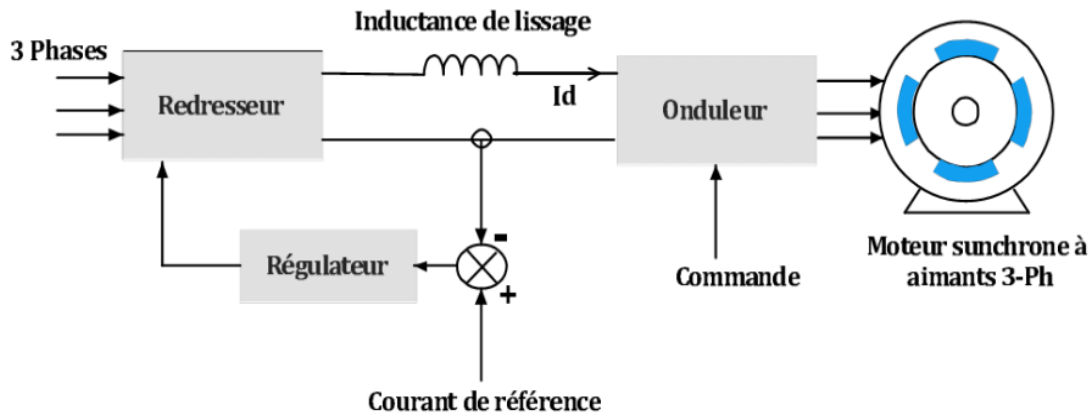 Inductance de lissage
3 Phases
Redresseur
Id
Onduleur
-
Régulateur
+
Commande
Moteur sunchrone à
aimants 3-Ph
Courant de référence